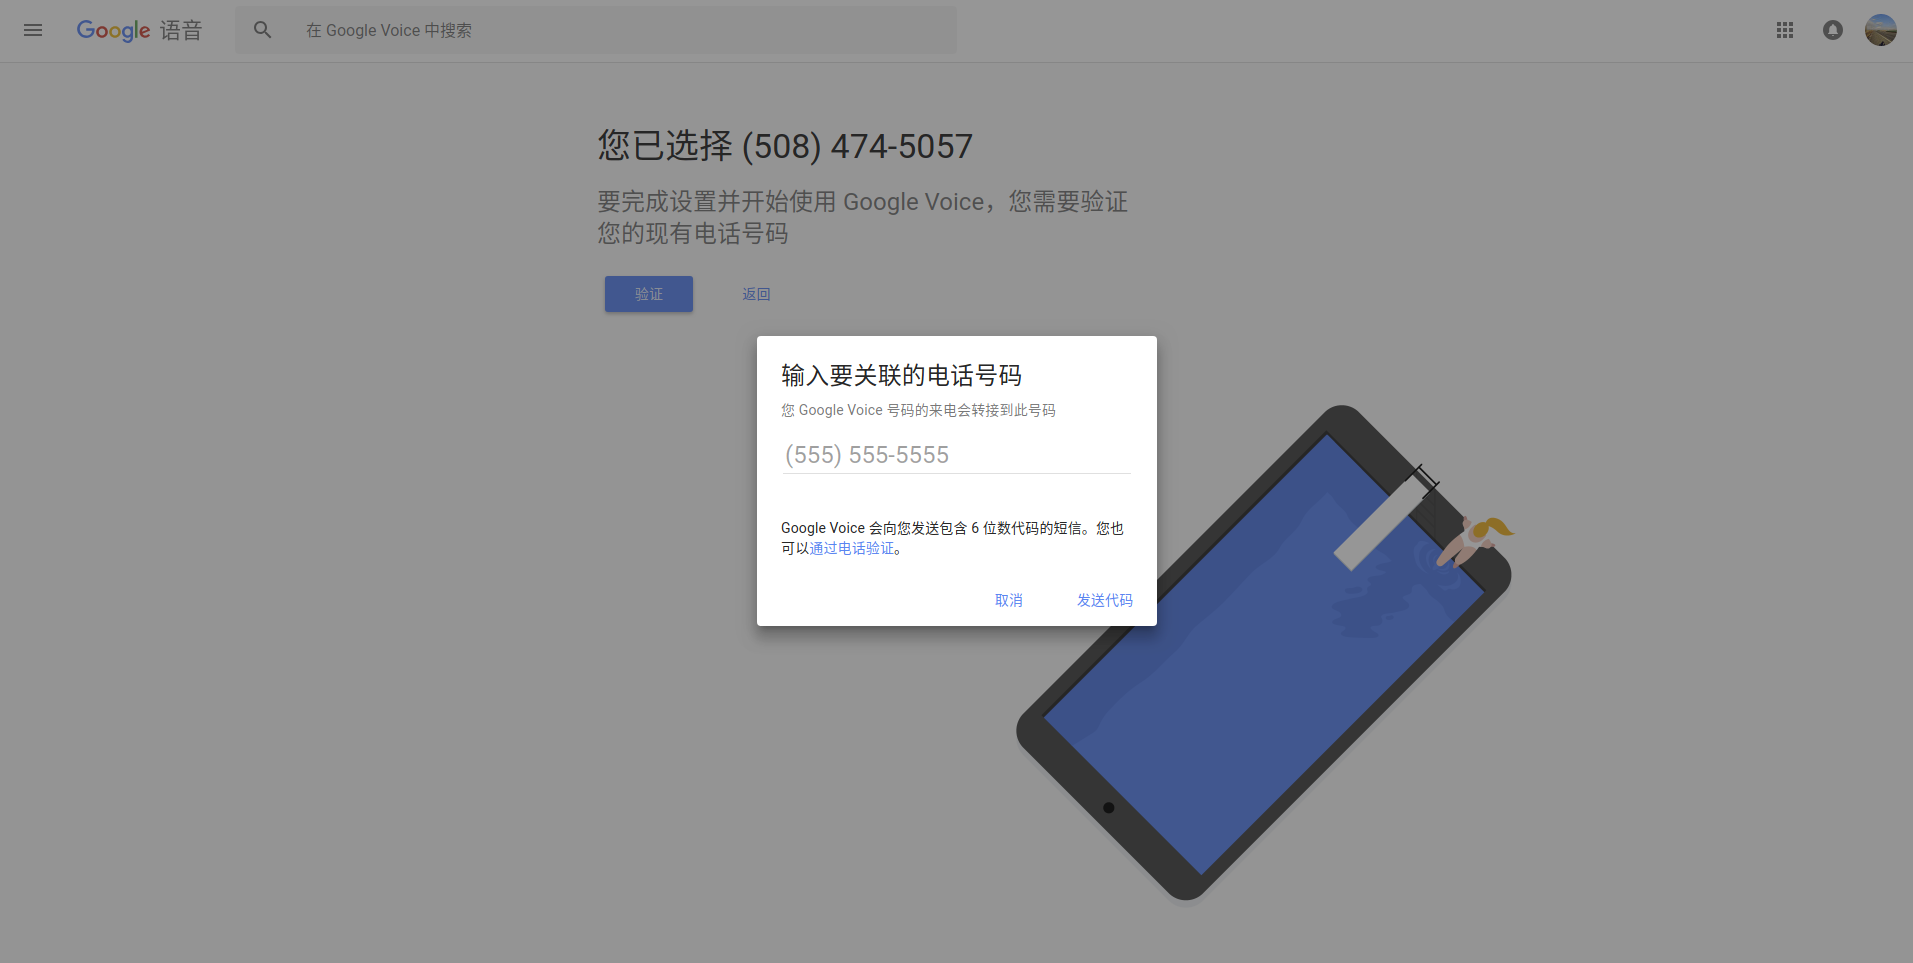 Google 语音
在 Google Voice 中搜索
您已选择 (508) 474-5057
要完成设置并开始使用 Google Voice，您需要验证
您的现有电话号码
验证
返回
输入要关联的电话号码
您 Google Voice 号码的来电会转接到此号码
(555) 555-5555
Google Voice 会向您发送包含 6 位数代码的短信。您也
可以通过电话验证。
取消
发送代码